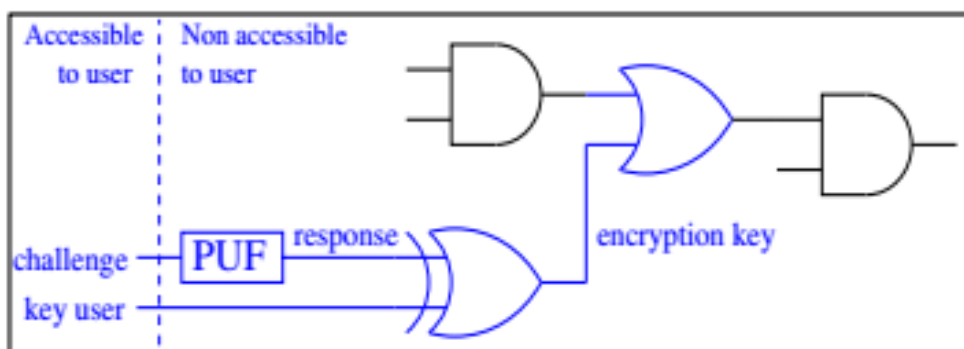 Accessible
to user
Non accessible
to user
response
PUF
encryption key
challenge
key user